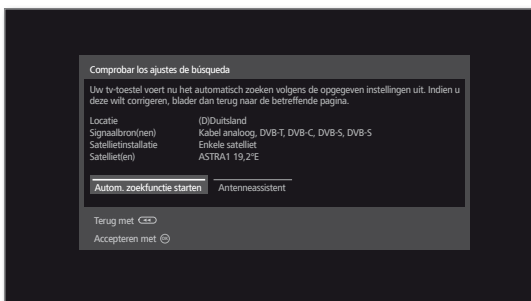 Comprobar los ajustes de búsqueda
Uw tv-toestel voert nu het automatisch zoeken volgens de opgegeven instellingen uit. Indien u
deze wilt corrigeren, blader dan terug naar de betreffende pagina.
Locatie (D)Duitsland
Signaalbron(nen) Kabel analoog, DVB-T, DVB-C, DVB-S, DVB-S
Satellietinstallatie Enkele satelliet
Satelliet(en) ASTRA1 19,2°E
Autom. zoekfunctie starten Antenneassistent
Terug met
Accepteren met OK